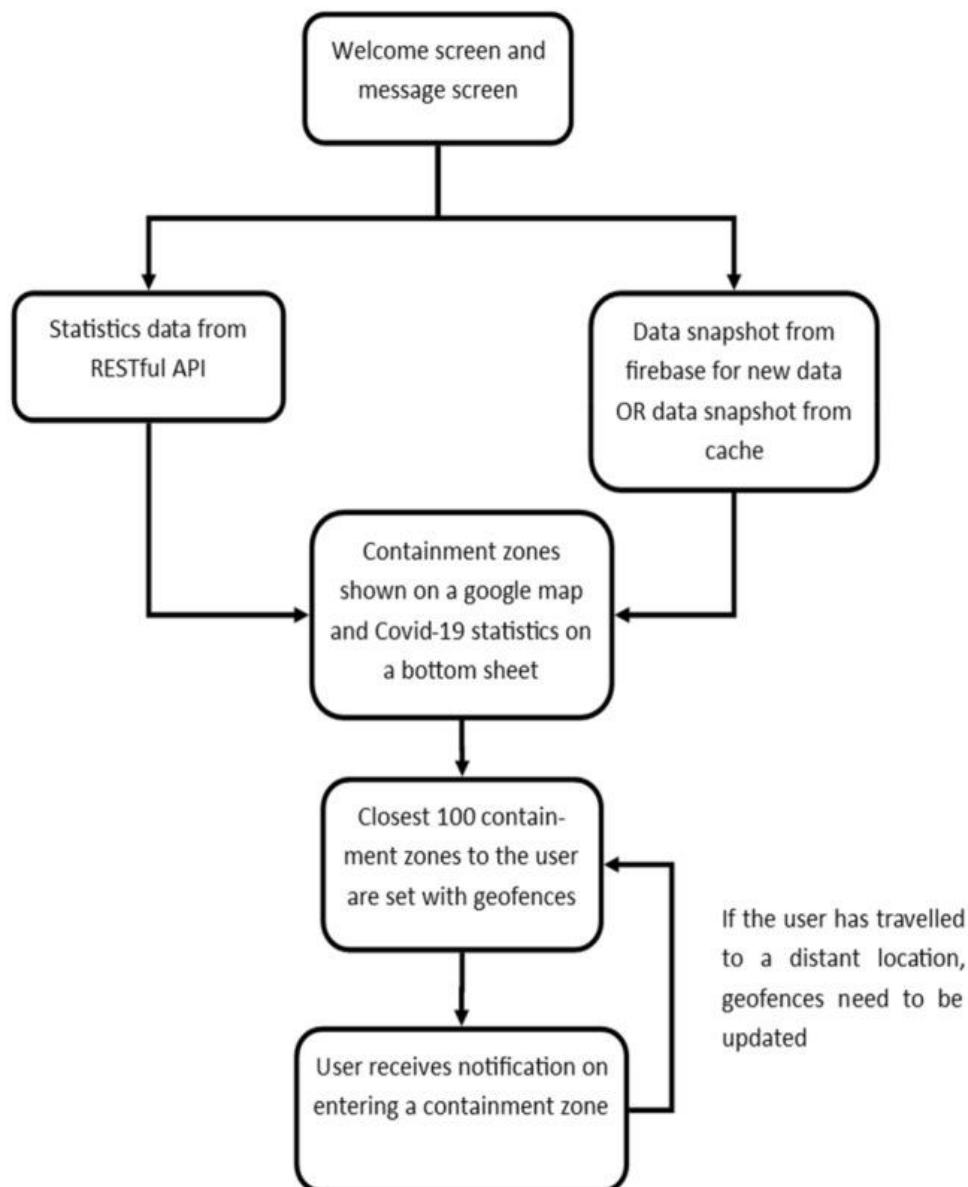 Welcome screen and
message screen
Statistics data from
RESTful API
Data snapshot from
firebase for new data
OR data snapshot from
cache
Containment zones
shown on a google map
and Covid-19 statistics on
a bottom sheet
Closest 100 contain-
ment zones to the user
are set with geofences
If the user has travelled
to a distant location,
geofences need to be
updated
User receives notification on
entering a containment zone